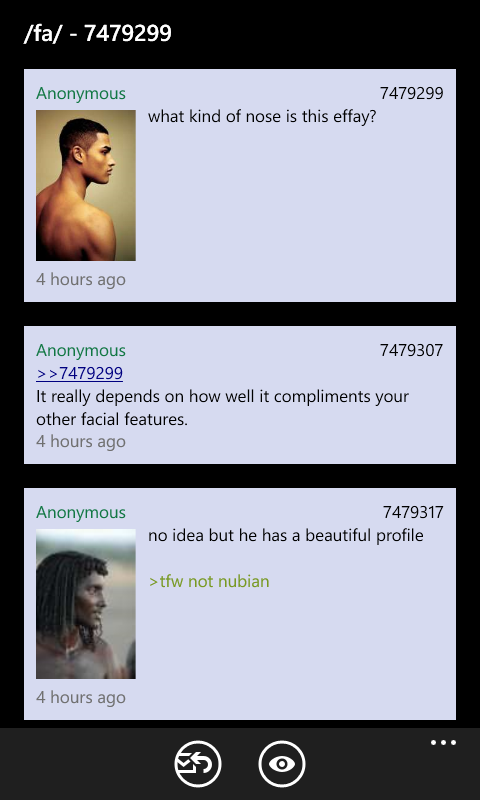 /fa/ - 7479299
Anonymous 7479299
what kind of nose is this effay?
4 hours ago
Anonymous 7479307
>>7479299
It really depends on how well it compliments your
other facial features.
4 hours ago
Anonymous 7479317
no idea but he has a beautiful profile
>tfw not nubian
4 hours ago